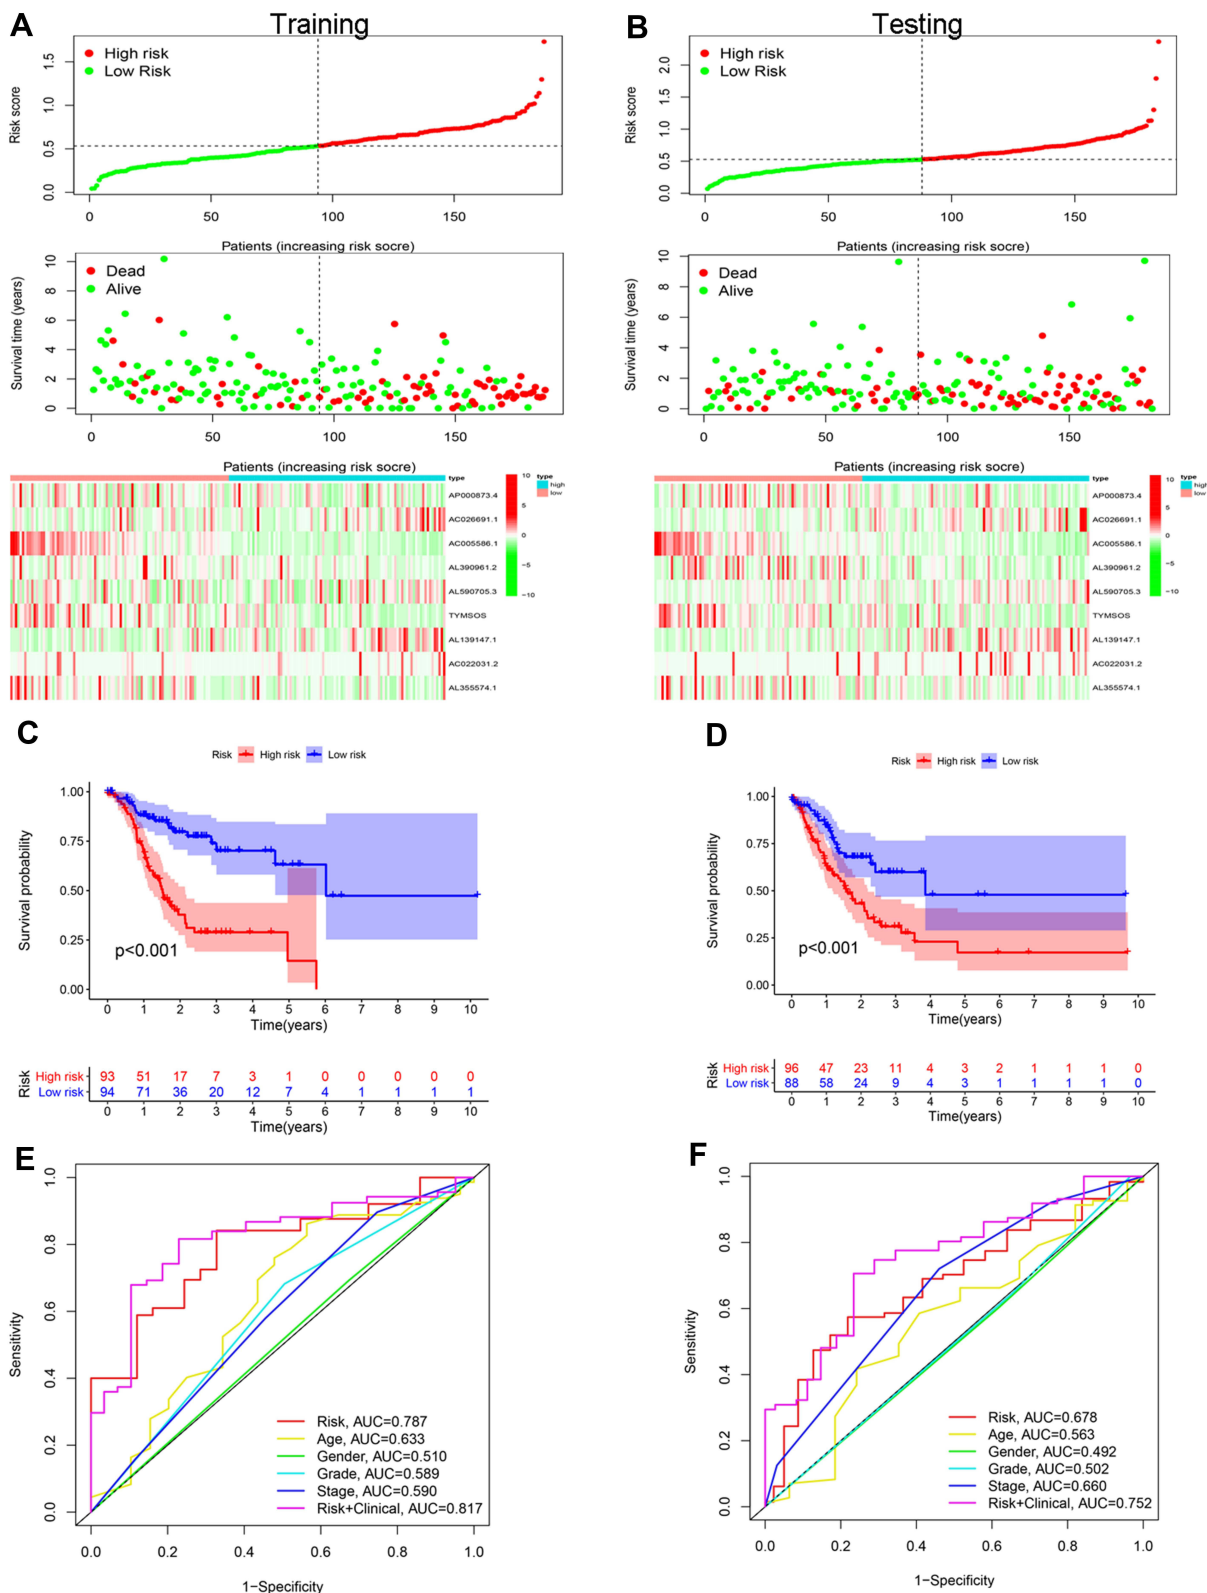 A
Training
High risk
Low Risk
Risk score
0.0
0.5
1.0
1.5
0
50
100
150
Patients (increasing risk socre)
Dead
Alive
Survival time (years)
0
2
4
6
8
10
0
50
100
150
Patients (increasing risk socre)
type
AP000873.4
AC026691.1
AC005586.1
AL390961.2
AL590705.3
TYMSOS
AL139147.1
AC022031.2
AL355574.1
10
5
0
−5
−10
type
high
low
B
Testing
High risk
Low Risk
Risk score
0.0
0.5
1.0
1.5
2.0
0
50
100
150
Patients (increasing risk socre)
Dead
Alive
Survival time (years)
0
2
4
6
8
10
0
50
100
150
Patients (increasing risk socre)
type
AP000873.4
AC026691.1
AC005586.1
AL390961.2
AL590705.3
TYMSOS
AL139147.1
AC022031.2
AL355574.1
10
5
0
−5
−10
type
high
low
C
Risk High risk Low risk
Survival probability
1.00
0.75
0.50
0.25
0.00
p<0.001
0 1 2 3 4 5 6 7 8 9 10
Time(years)
Risk
High risk 93 51 17 7 3 1 0 0 0 0 0
Low risk 94 71 36 20 12 7 4 1 1 1 1
0 1 2 3 4 5 6 7 8 9 10
Time(years)
D
Risk High risk Low risk
Survival probability
1.00
0.75
0.50
0.25
0.00
p<0.001
0 1 2 3 4 5 6 7 8 9 10
Time(years)
Risk
High risk 96 47 23 11 4 3 2 1 1 1 0
Low risk 88 58 24 9 4 3 1 1 1 1 0
0 1 2 3 4 5 6 7 8 9 10
Time(years)
E
Sensitivity
0.0
0.2
0.4
0.6
0.8
1.0
Risk, AUC=0.787
Age, AUC=0.633
Gender, AUC=0.510
Grade, AUC=0.589
Stage, AUC=0.590
Risk+Clinical, AUC=0.817
0.0 0.2 0.4 0.6 0.8 1.0
1−Specificity
F
Sensitivity
0.0
0.2
0.4
0.6
0.8
1.0
Risk, AUC=0.678
Age, AUC=0.563
Gender, AUC=0.492
Grade, AUC=0.502
Stage, AUC=0.660
Risk+Clinical, AUC=0.752
0.0 0.2 0.4 0.6 0.8 1.0
1−Specificity